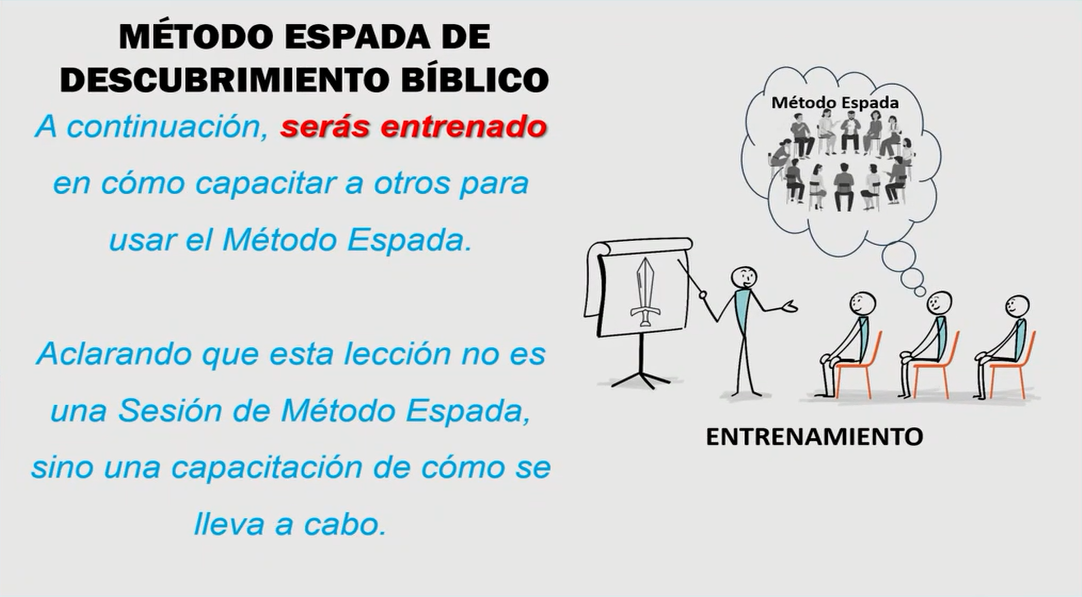 MÉTODO ESPADA DE
DESCUBRIMIENTO BÍBLICO
A continuación, serás entrenado
en cómo capacitar a otros para
usar el Método Espada.
Aclarando que esta lección no es
una Sesión de Método Espada,
sino una capacitación de cómo se
lleva a cabo.
Método Espada
ENTRENAMIENTO